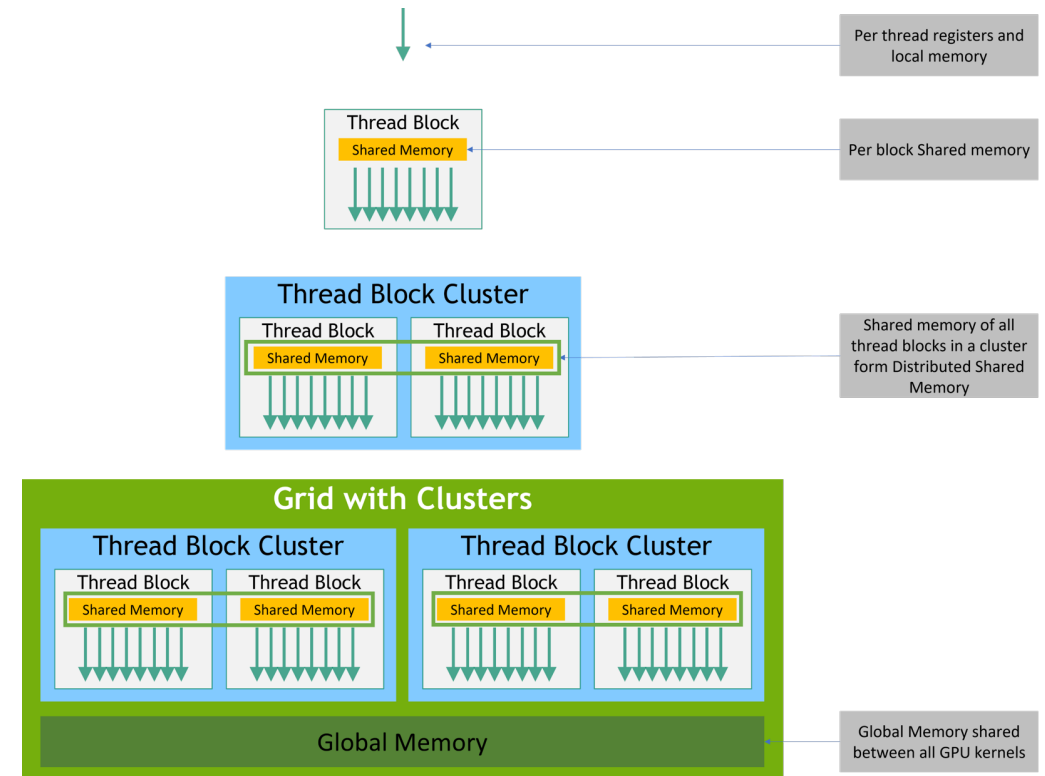 Per thread registers and
local memory
Thread Block
Shared Memory
Per block Shared memory
Thread Block Cluster
Thread Block
Thread Block
Shared Memory
Shared Memory
Shared memory of all
thread blocks in a cluster
form Distributed Shared
Memory
Grid with Clusters
Thread Block Cluster
Thread Block Cluster
Thread Block
Thread Block
Thread Block
Thread Block
Shared Memory
Shared Memory
Shared Memory
Shared Memory
Global Memory
Global Memory shared
between all GPU kernels